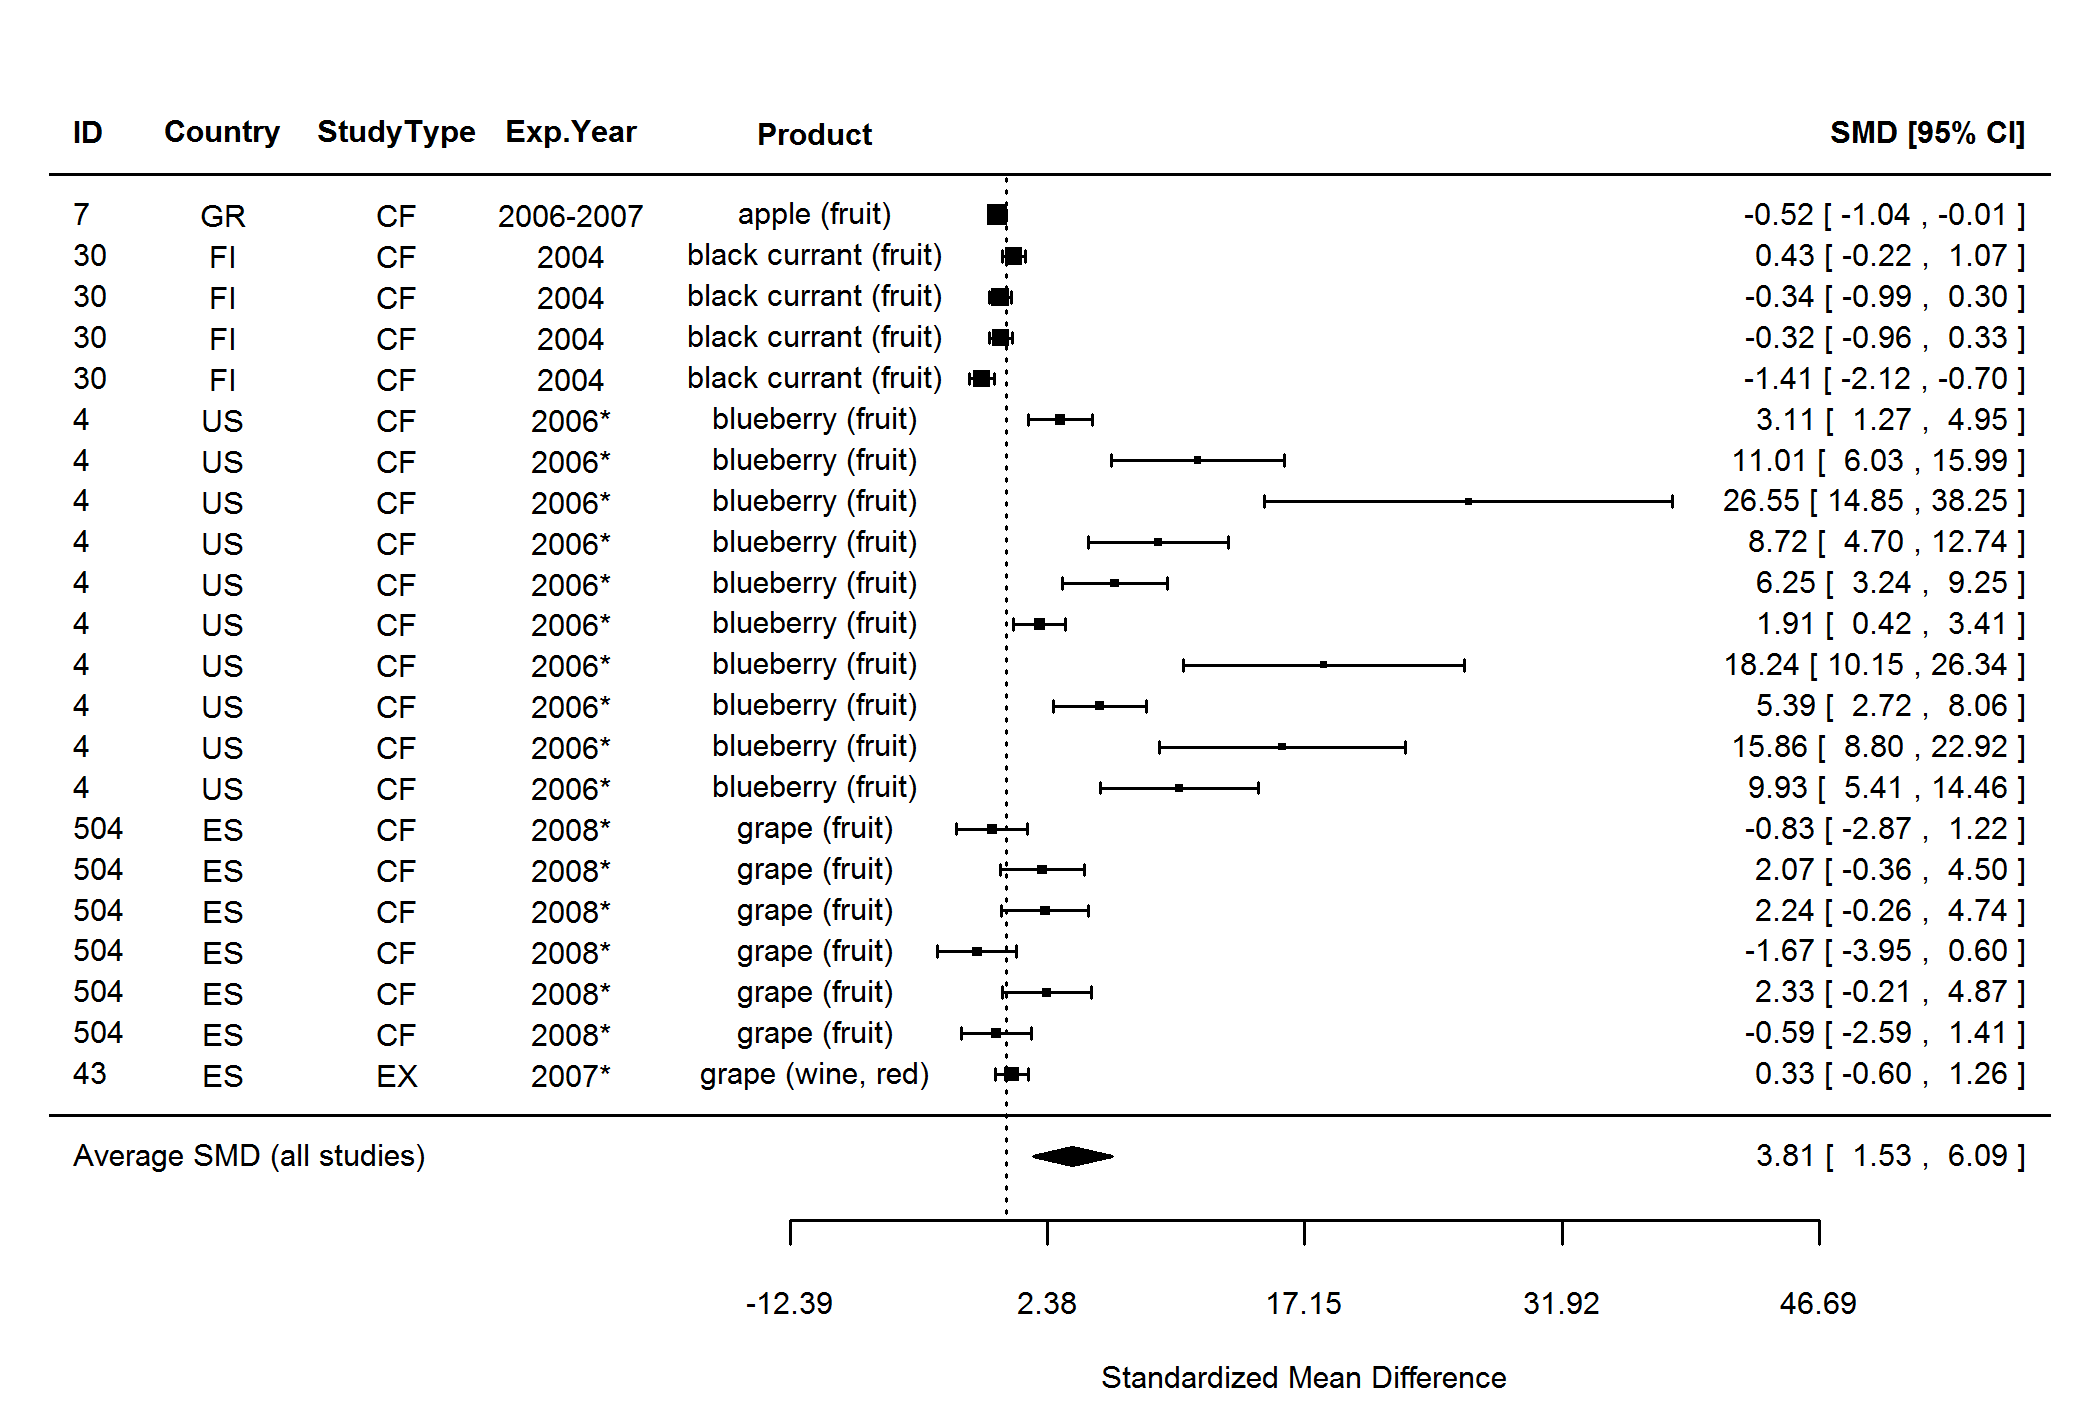 ID Country StudyType Exp.Year Product SMD [95% CI]
7 GR CF 2006-2007 apple (fruit) -0.52 [ -1.04 , -0.01 ]
30 FI CF 2004 black currant (fruit) 0.43 [ -0.22 , 1.07 ]
30 FI CF 2004 black currant (fruit) -0.34 [ -0.99 , 0.30 ]
30 FI CF 2004 black currant (fruit) -0.32 [ -0.96 , 0.33 ]
30 FI CF 2004 black currant (fruit) -1.41 [ -2.12 , -0.70 ]
4 US CF 2006* blueberry (fruit) 3.11 [ 1.27 , 4.95 ]
4 US CF 2006* blueberry (fruit) 11.01 [ 6.03 , 15.99 ]
4 US CF 2006* blueberry (fruit) 26.55 [ 14.85 , 38.25 ]
4 US CF 2006* blueberry (fruit) 8.72 [ 4.70 , 12.74 ]
4 US CF 2006* blueberry (fruit) 6.25 [ 3.24 , 9.25 ]
4 US CF 2006* blueberry (fruit) 1.91 [ 0.42 , 3.41 ]
4 US CF 2006* blueberry (fruit) 18.24 [ 10.15 , 26.34 ]
4 US CF 2006* blueberry (fruit) 5.39 [ 2.72 , 8.06 ]
4 US CF 2006* blueberry (fruit) 15.86 [ 8.80 , 22.92 ]
4 US CF 2006* blueberry (fruit) 9.93 [ 5.41 , 14.46 ]
504 ES CF 2008* grape (fruit) -0.83 [ -2.87 , 1.22 ]
504 ES CF 2008* grape (fruit) 2.07 [ -0.36 , 4.50 ]
504 ES CF 2008* grape (fruit) 2.24 [ -0.26 , 4.74 ]
504 ES CF 2008* grape (fruit) -1.67 [ -3.95 , 0.60 ]
504 ES CF 2008* grape (fruit) 2.33 [ -0.21 , 4.87 ]
504 ES CF 2008* grape (fruit) -0.59 [ -2.59 , 1.41 ]
43 ES EX 2007* grape (wine, red) 0.33 [ -0.60 , 1.26 ]
Average SMD (all studies) 3.81 [ 1.53 , 6.09 ]
-12.39 2.38 17.15 31.92 46.69
Standardized Mean Difference